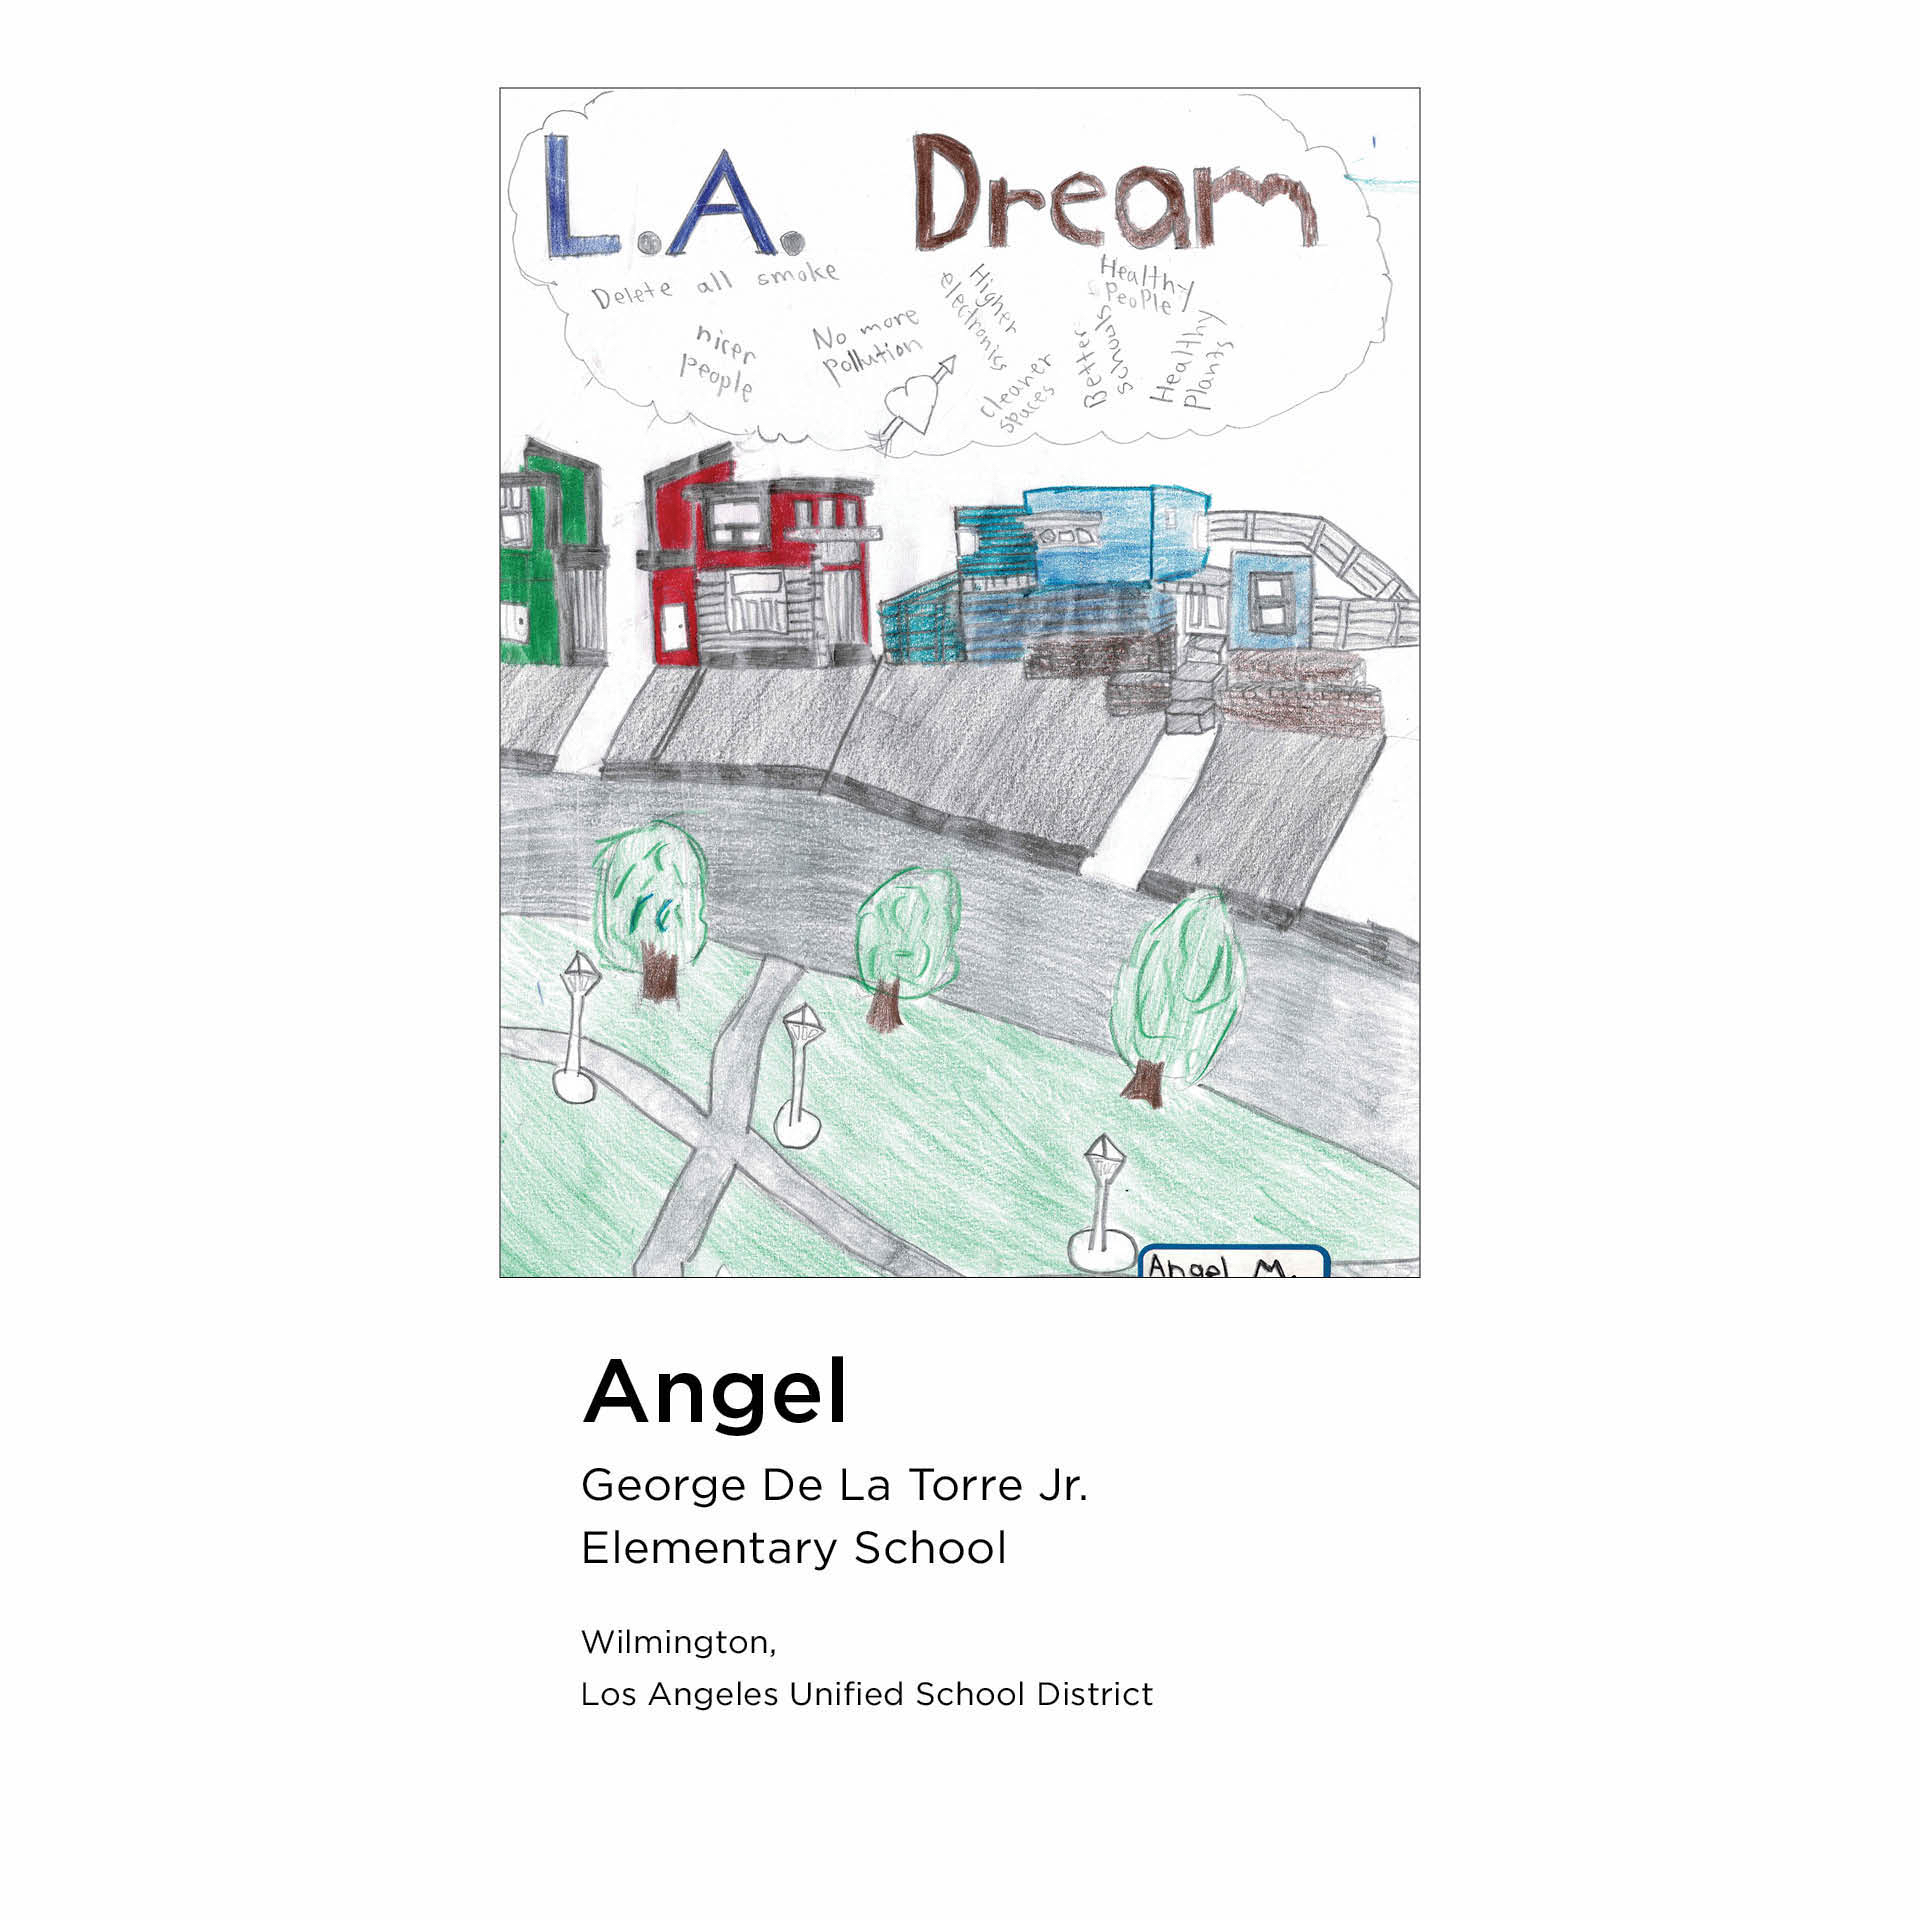 L.A. Dream
Delete all smoke
nicer
people
No more
pollution
Higher
electronics
cleaner
spaces
Better
schools
Healthy
People
Healthy
Plants
Angel M.
Angel
George De La Torre Jr.
Elementary School
Wilmington,
Los Angeles Unified School District